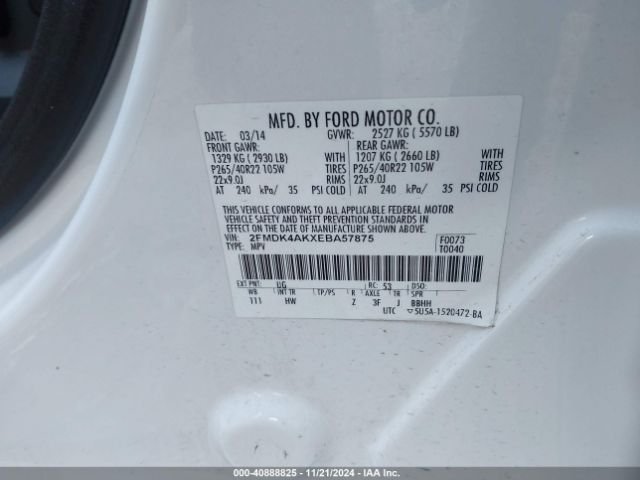 MFD. BY FORD MOTOR CO.
DATE: 03/14 GVWR: 2527 KG ( 5570 LB)
FRONT GAWR: REAR GAWR:
1329 KG ( 2930 LB) WITH 1207 KG ( 2660 LB) WITH
P265/40R22 105W TIRES P265/40R22 105W TIRES
22x9.0J RIMS 22x9.0J RIMS
AT 240 kPa/ 35 PSI COLD AT 240 kPa/ 35 PSI COLD
THIS VEHICLE CONFORMS TO ALL APPLICABLE FEDERAL MOTOR
VEHICLE SAFETY AND THEFT PREVENTION STANDARDS IN
EFFECT ON THE DATE OF MANUFACTURE SHOWN ABOVE.
VIN: 2FMDK4AKXEBA57875 F0073
TYPE: MPV T0040
EXT PNT: UG RC: 53 DSO:
WB INT TR TP/PS R AXLE TR SPR
111 HW Z 3F J BBHH
UTC ▽5U5A-1520472-BA
00-40888825 - 11/21/2024 - IAA Inc.